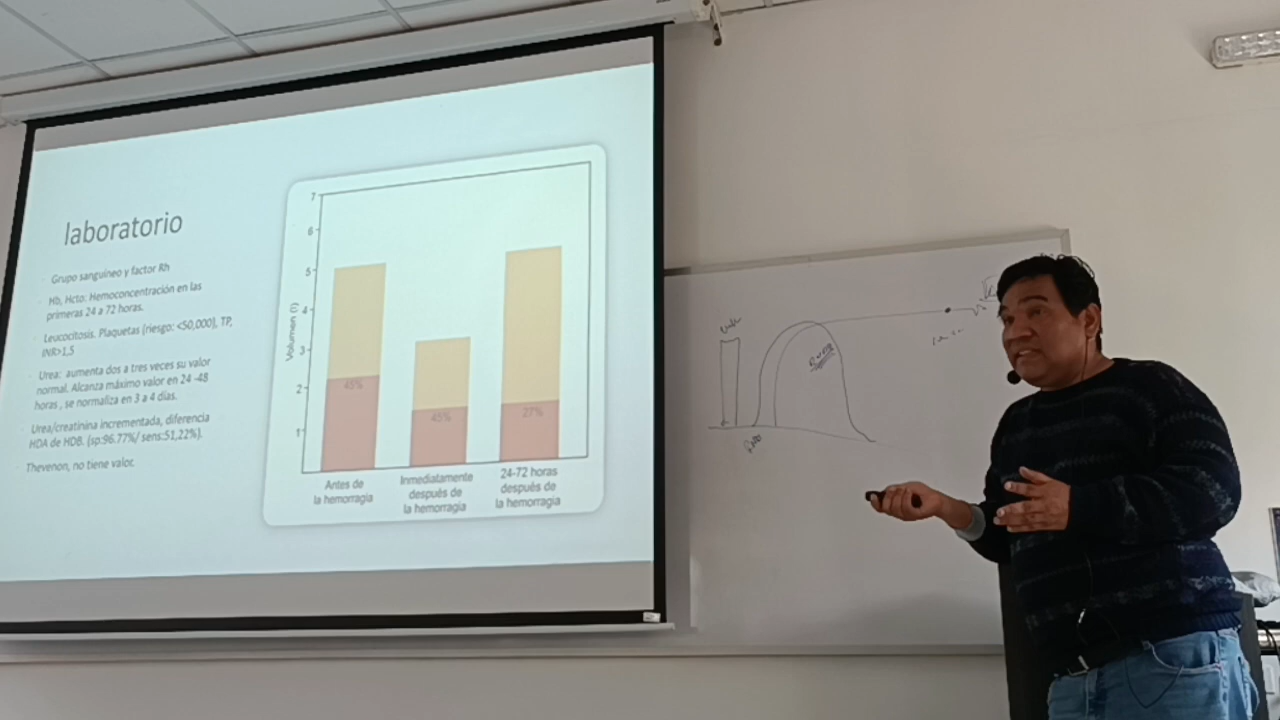 laboratorio
Grupo sanguíneo y factor Rh
Hb, Hcto: Hemoconcentración en las
primeras 24 a 72 horas.
Leucocitosis. Plaquetas (riesgo: <50,000), TP,
INR>1,5
Urea: aumenta dos a tres veces su valor
normal. Alcanza máximo valor en 24 -48
horas , se normaliza en 3 a 4 días.
Urea/creatinina incrementada, diferencia
HDA de HDB. (sp:96.77%/ sens:51,22%).
Thevenon, no tiene valor.
Volumen (l)
7
6
5
4
3
2
1
45%
45%
27%
Antes de
la hemorragia
Inmediatamente
después de
la hemorragia
24-72 horas
después de
la hemorragia